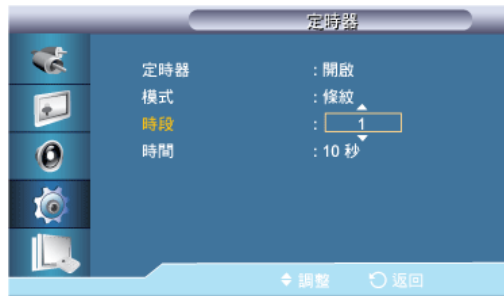 定時器
定時器 : 開啟
模式 : 條紋
時段 : 1
時間 : 10 秒
調整 返回